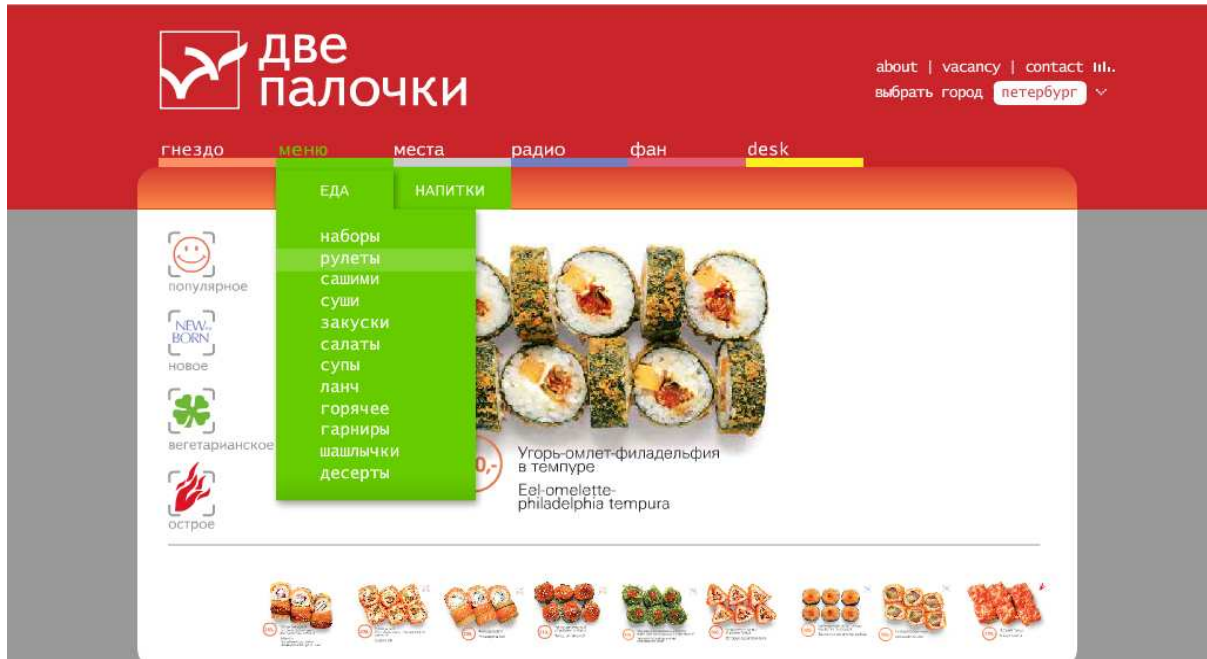 две
палочки
about | vacancy | contact
выбрать город петербург
гнездо меню места радио фан desk
ЕДА НАПИТКИ
наборы
рулеты
сашими
суши
закуски
салаты
супы
ланч
горячее
гарниры
шашлычки
десерты
популярное
NEW..
BORN
новое
вегетарианское
острое
0,-
Угорь-омлет-филадельфия
в темпуре
Eel-omelette-
philadelphia tempura